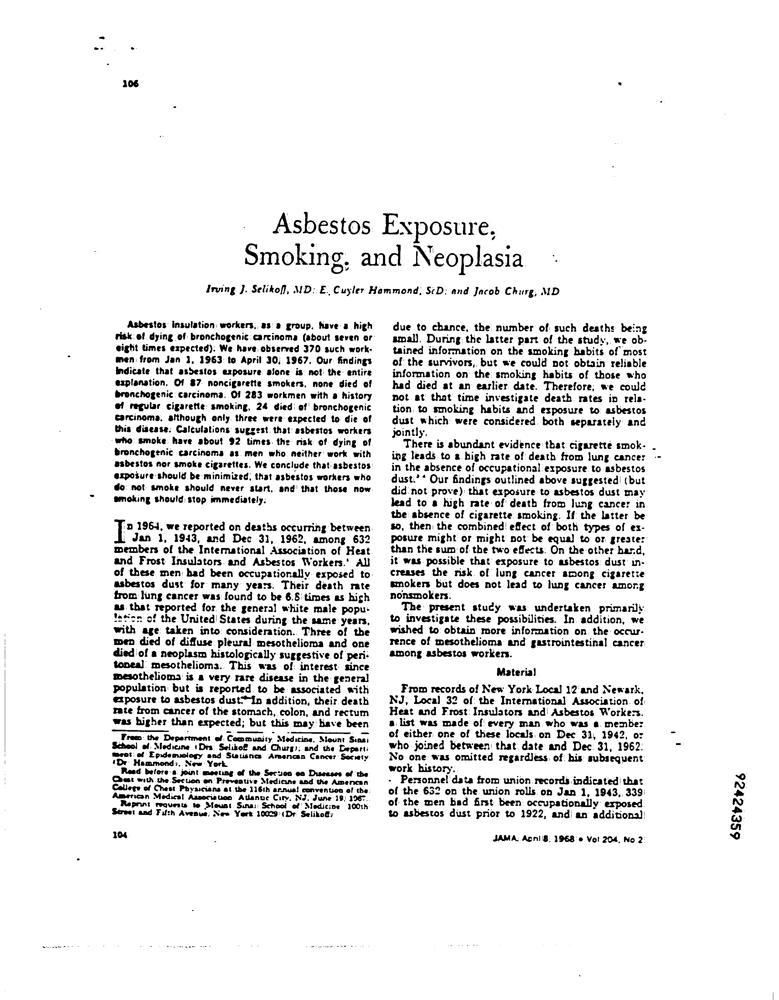 106
Asbestos Exposure,
Smoking, and Neoplasia
Irving J. Selikoff, MD; E. Cuyler Hammond, ScD; and Jacob Churg, MD
Asbestos insulation workers, as a group, have a high
risk of dying of bronchogenic carcinoma (about seven or
eight times expected). We have observed 370 such work-
men from Jan 1, 1963 to April 30, 1967. Our findings
indicate that asbestos exposure alone is not the entire
explanation. Of 87 noncigarette smokers, none died of
bronchogenic carcinoma. Of 283 workmen with a history
of regular cigarette smoking, 24 died of bronchogenic
carcinoma, although only three were expected to die of
this disease. Calculations suggest that asbestos workers
who smoke have about 92 times the risk of dying of
bronchogenic carcinoma as men who neither work with
asbestos nor smoke cigarettes. We conclude that asbestos
exposure should be minimized, that asbestos workers who
do not smoke should never start, and that those now
smoking should stop immediately.
In 1964, we reported on deaths occurring between
Jan 1, 1943, and Dec 31, 1962, among 632
members of the International Association of Heat
and Frost Insulators and Asbestos Workers.¹ All
of these men had been occupationally exposed to
asbestos dust for many years. Their death rate
from lung cancer was found to be 6.8 times as high
as that reported for the general white male popu-
lation of the United States during the same years,
with age taken into consideration. Three of the
men died of diffuse pleural mesothelioma and one
died of a neoplasm histologically suggestive of peri-
toneal mesothelioma. This was of interest since
mesothelioma is a very rare disease in the general
population but is reported to be associated with
exposure to asbestos dust. In addition, their death
rate from cancer of the stomach, colon, and rectum
was higher than expected; but this may have been
From the Department of Community Medicine, Mount Sinai
School of Medicine (Drs Selikoff and Churg); and the Depart-
ment of Epidemiology and Statistics American Cancer Society
(Dr Hammond), New York.
Read before a joint meeting of the Section on Diseases of the
Chest with the Section on Preventive Medicine and the American
College of Chest Physicians at the 116th annual convention of the
American Medical Association Atlantic City, NJ, June 19, 1967.
Reprint requests to Mount Sinai School of Medicine 100th
Street and Fifth Avenue, New York 10029 (Dr Selikoff)
104
due to chance, the number of such deaths being
small. During the latter part of the study, we ob-
tained information on the smoking habits of most
of the survivors, but we could not obtain reliable
information on the smoking habits of those who
had died at an earlier date. Therefore, we could
not at that time investigate death rates in rela-
tion to smoking habits and exposure to asbestos
dust which were considered both separately and
jointly.
There is abundant evidence that cigarette smok-
ing leads to a high rate of death from lung cancer
in the absence of occupational exposure to asbestos
dust. Our findings outlined above suggested (but
did not prove) that exposure to asbestos dust may
lead to a high rate of death from lung cancer in
the absence of cigarette smoking. If the latter be
so, then the combined effect of both types of ex-
posure might or might not be equal to or greater
than the sum of the two effects. On the other hand,
it was possible that exposure to asbestos dust in-
creases the risk of lung cancer among cigarette
smokers but does not lead to lung cancer among
nonsmokers.
The present study was undertaken primarily
to investigate these possibilities. In addition, we
wished to obtain more information on the occur-
rence of mesothelioma and gastrointestinal cancer
among asbestos workers.
Material
From records of New York Local 12 and Newark,
NJ, Local 32 of the International Association of
Heat and Frost Insulators and Asbestos Workers,
a list was made of every man who was a member
of either one of these locals on Dec 31, 1942, or
who joined between that date and Dec 31, 1962.
No one was omitted regardless of his subsequent
work history.
Personnel data from union records indicated that
of the 632 on the union rolls on Jan 1, 1943, 339
of the men had first been occupationally exposed
to asbestos dust prior to 1922, and an additional
JAMA, April 8, 1968 • Vol 204, No 2
92424359